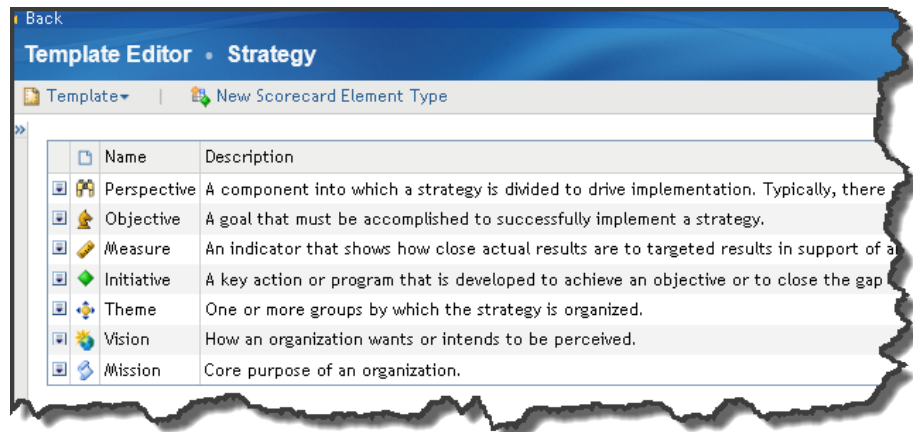 Back
Template Editor • Strategy
Template | New Scorecard Element Type
»
Name Description
Perspective A component into which a strategy is divided to drive implementation. Typically, there
Objective A goal that must be accomplished to successfully implement a strategy.
Measure An indicator that shows how close actual results are to targeted results in support of
Initiative A key action or program that is developed to achieve an objective or to close the gap
Theme One or more groups by which the strategy is organized.
Vision How an organization wants or intends to be perceived.
Mission Core purpose of an organization.